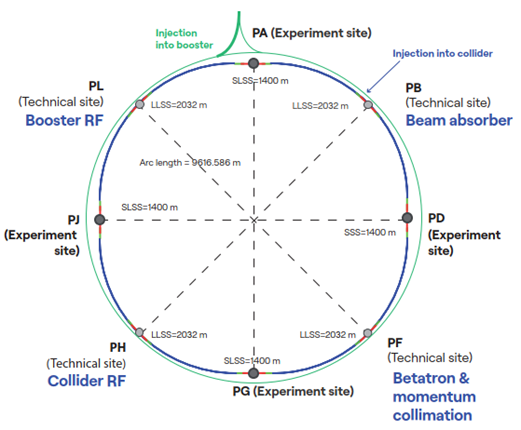 Injection
into booster
PA (Experiment site)
Injection into collider
SLSS=1400 m
PL
(Technical site)
Booster RF
LLSS=2032 m
LLSS=2032 m
PB
(Technical site)
Beam absorber
Arc length = 9616.586 m
SLSS=1400 m
PJ
(Experiment
site)
SSS=1400 m
PD
(Experiment
site)
LLSS=2032 m
LLSS=2032 m
PH
(Technical site)
Collider RF
SLSS=1400 m
PG (Experiment site)
PF
(Technical site)
Betatron &
momentum
collimation